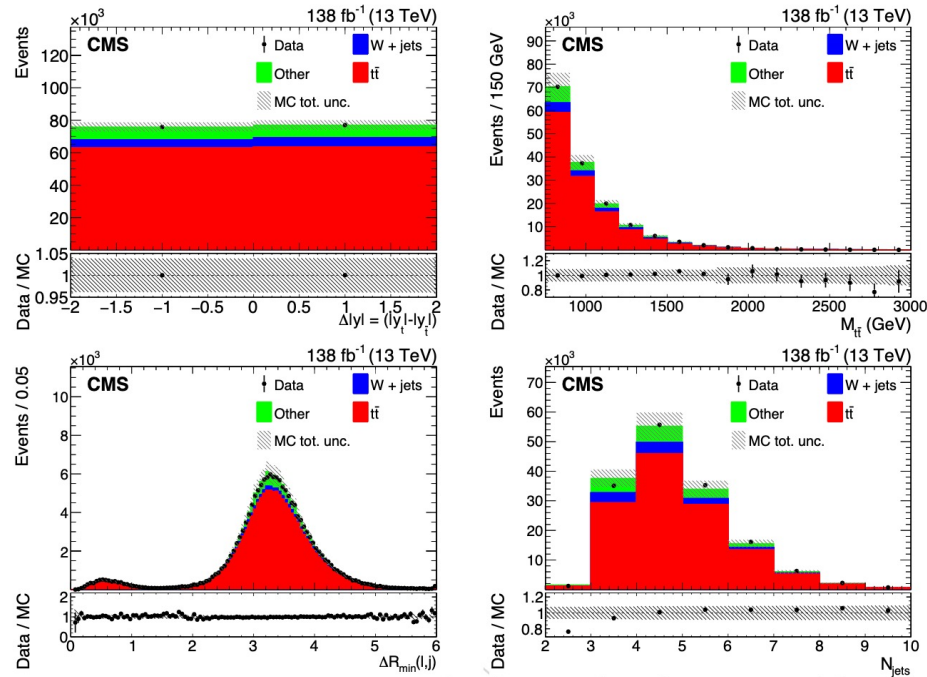 ×10³ 138 fb⁻¹ (13 TeV)
CMS Data W + jets
Other tt̄
MC tot. unc.
Events
120
100
80
60
40
20
Data / MC
1.05
1
0.95
−2 −1.5 −1 −0.5 0 0.5 1 1.5 2
Δ|y| = (|y_t|-|y_t̄|)
×10³ 138 fb⁻¹ (13 TeV)
CMS Data W + jets
Other tt̄
MC tot. unc.
Events / 150 GeV
90
80
70
60
50
40
30
20
10
0
Data / MC
1.2
1
0.8
1000 1500 2000 2500 3000
M_tt̄ (GeV)
×10³ 138 fb⁻¹ (13 TeV)
CMS Data W + jets
Other tt̄
MC tot. unc.
Events / 0.05
10
8
6
4
2
Data / MC
2
1
0
0 1 2 3 4 5 6
ΔR_min(l,j)
×10³ 138 fb⁻¹ (13 TeV)
CMS Data W + jets
Other tt̄
MC tot. unc.
Events
70
60
50
40
30
20
10
Data / MC
1.2
1
0.8
2 3 4 5 6 7 8 9 10
N_jets